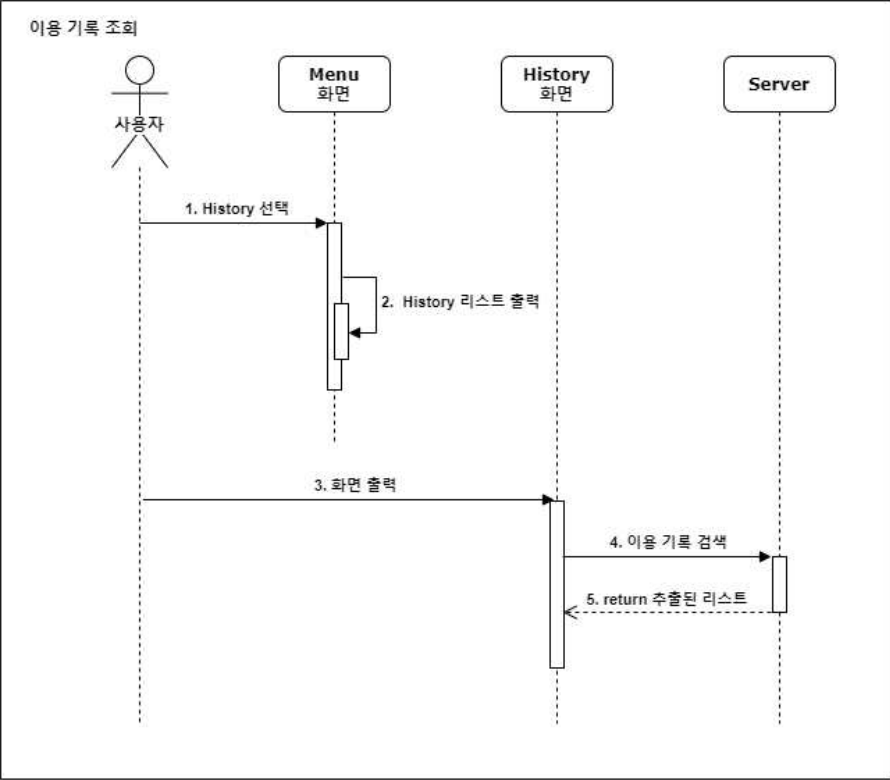 이용 기록 조회
사용자
Menu
화면
History
화면
Server
1. History 선택
2. History 리스트 출력
3. 화면 출력
4. 이용 기록 검색
5. return 추출된 리스트